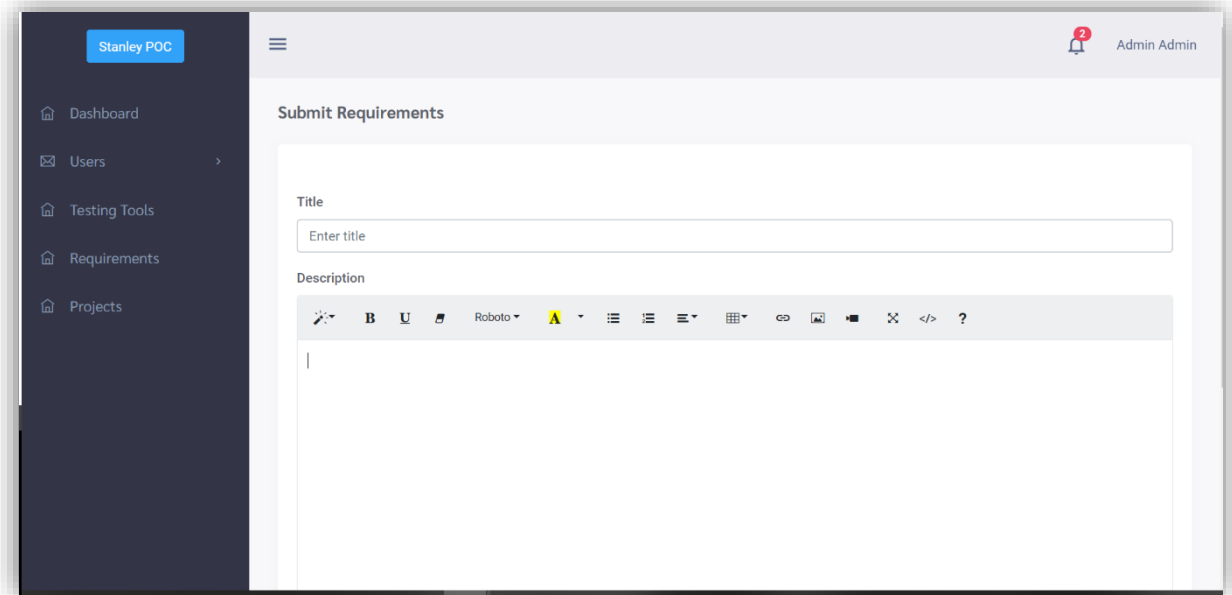 Stanley POC
2
Admin Admin
Dashboard
Users
Testing Tools
Requirements
Projects
Submit Requirements
Title
Enter title
Description
B U Roboto A </> ?